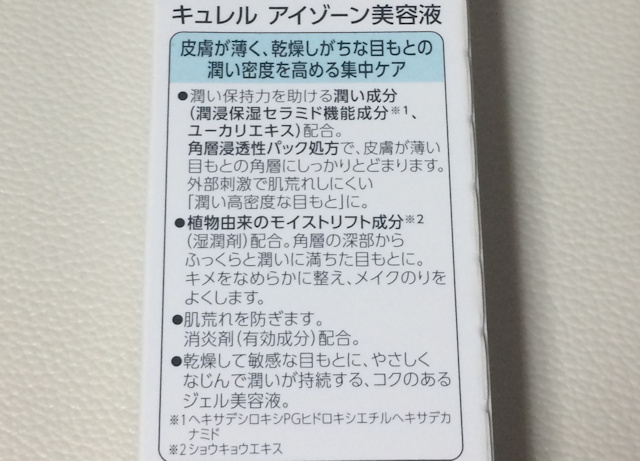 キュレル アイゾーン美容液
皮膚が薄く、乾燥しがちな目もとの
潤い密度を高める集中ケア
●潤い保持力を助ける潤い成分
(潤浸保湿セラミド機能成分※1、
ユーカリエキス)配合。
角層浸透性パック処方で、皮膚が薄い
目もとの角層にしっかりとどまります。
外部刺激で肌荒れしにくい
「潤い高密度な目もと」に。
●植物由来のモイストリフト成分※2
(湿潤剤)配合。角層の深部から
ふっくらと潤いに満ちた目もとに。
キメをなめらかに整え、メイクのりを
よくします。
●肌荒れを防ぎます。
消炎剤(有効成分)配合。
●乾燥して敏感な目もとに、やさしく
なじんで潤いが持続する、コクのある
ジェル美容液。
※1ヘキサデシロキシPGヒドロキシエチルヘキサデカ
ナミド
※2ショウキョウエキス